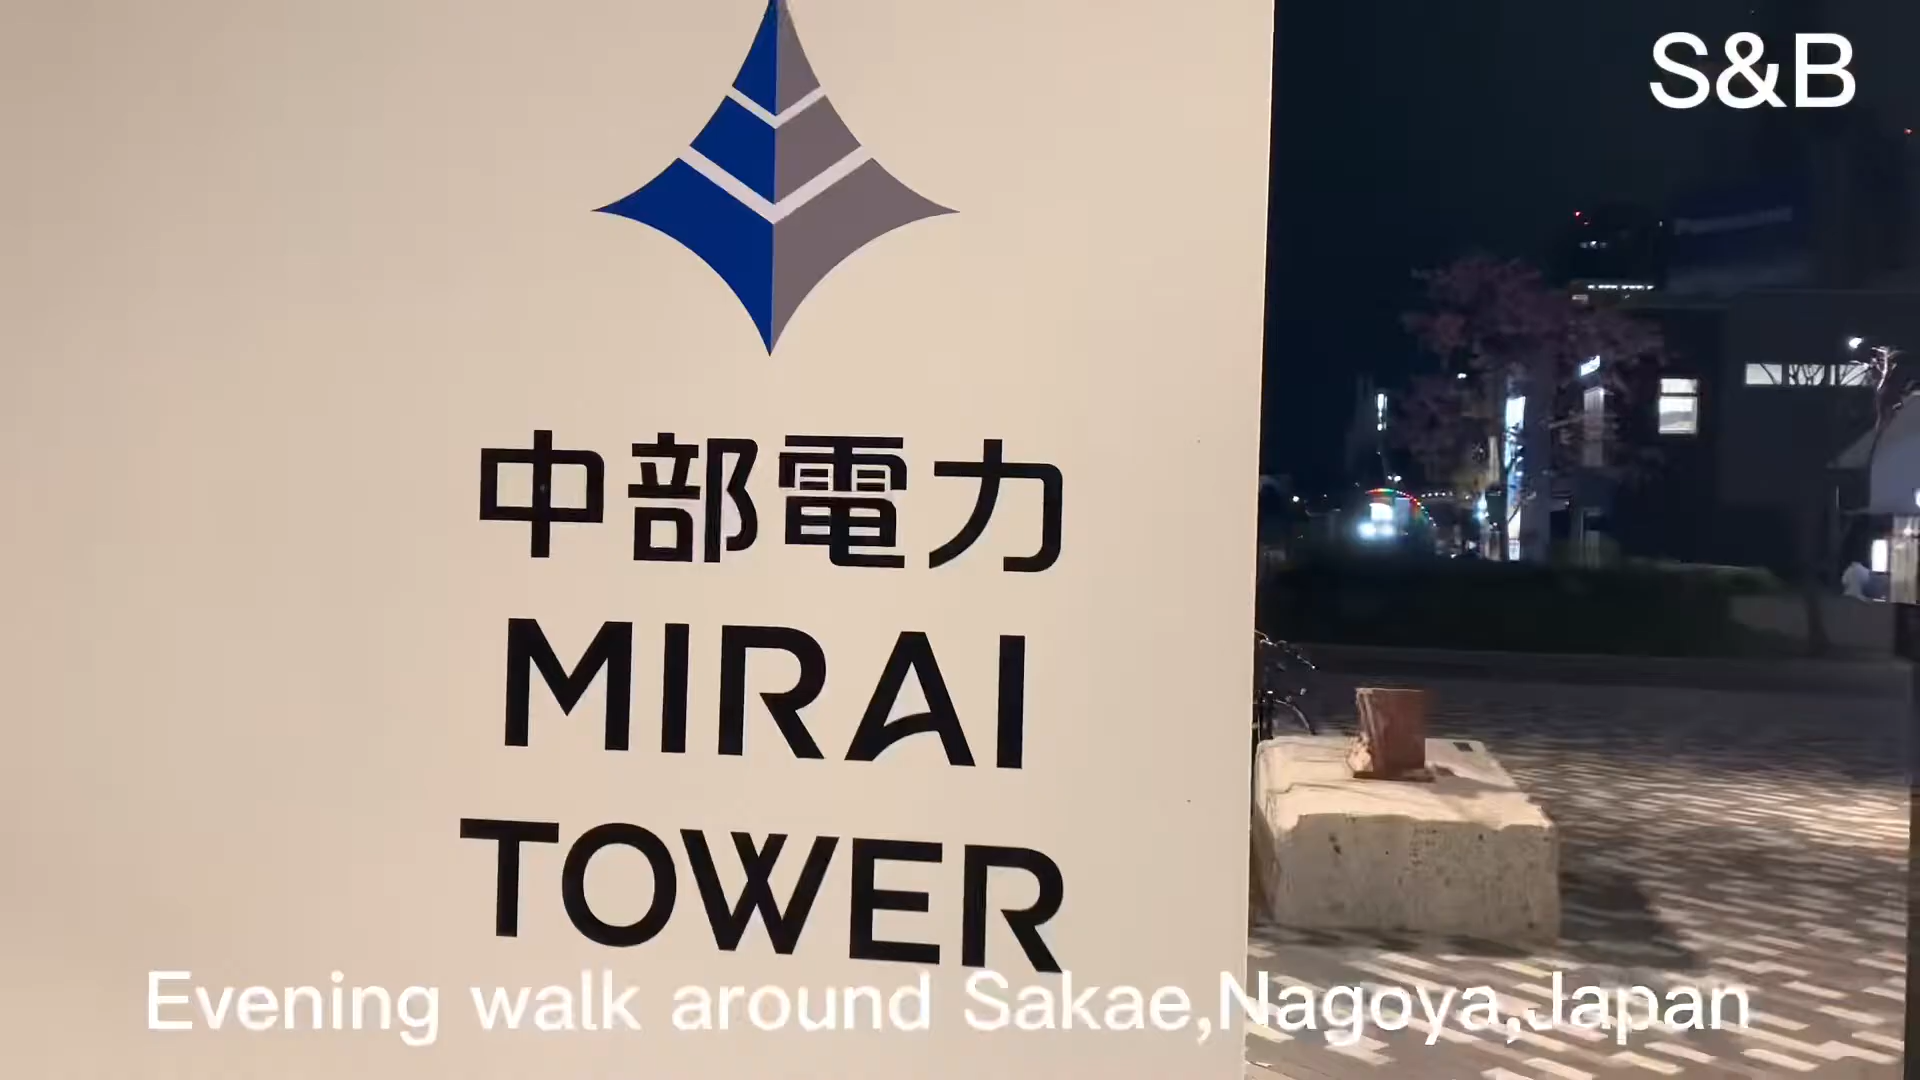 S&B
中部電力
MIRAI
TOWER
Evening walk around Sakae,Nagoya,Japan